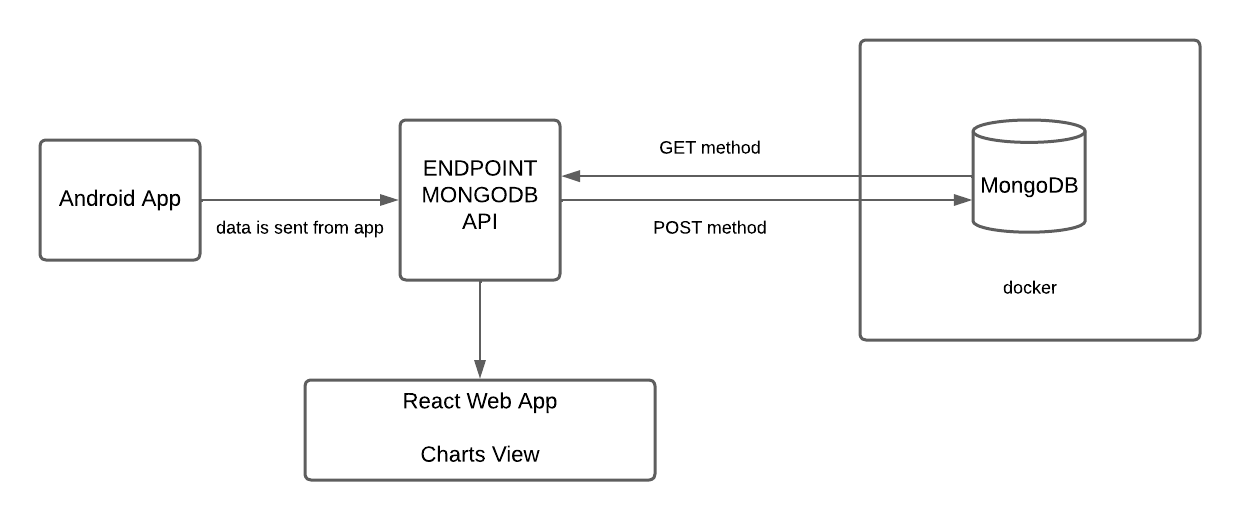 Android App
data is sent from app
ENDPOINT
MONGODB
API
GET method
POST method
MongoDB
docker
React Web App
Charts View